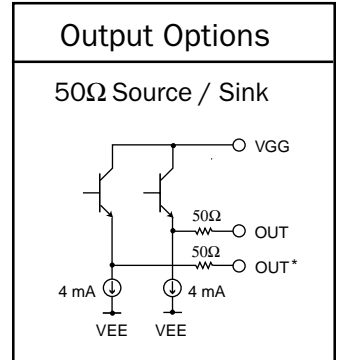 Output Options
50Ω Source / Sink
VGG
50Ω
OUT
50Ω
OUT*
4 mA
4 mA
VEE
VEE